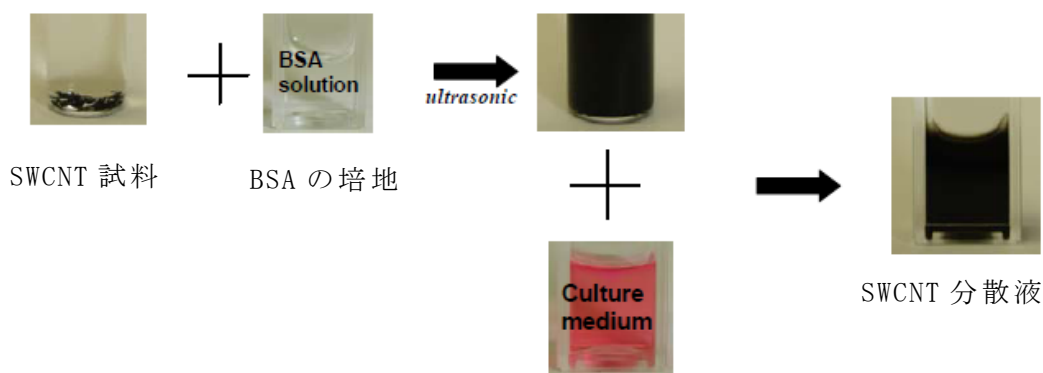 BSA
solution
ultrasonic
SWCNT 試料
BSA の培地
Culture
medium
SWCNT 分散液